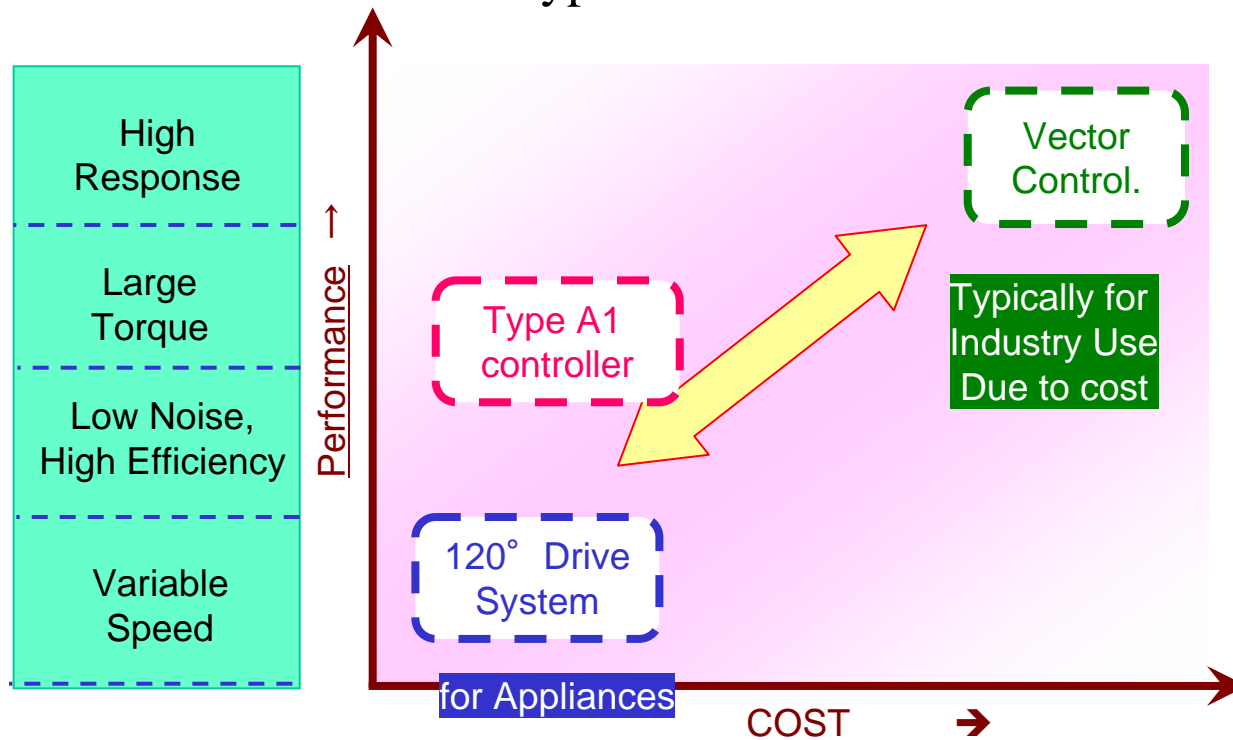 High
Response
Large
Torque
Low Noise,
High Efficiency
Variable
Speed
Performance →
Vector
Control.
Type A1
controller
Typically for
Industry Use
Due to cost
120° Drive
System
for Appliances
COST ➔